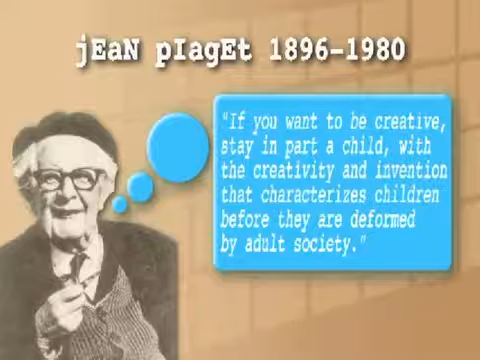 jEaN pIagEt 1896-1980
"If you want to be creative,
stay in part a child, with
the creativity and invention
that characterizes children
before they are deformed
by adult society."